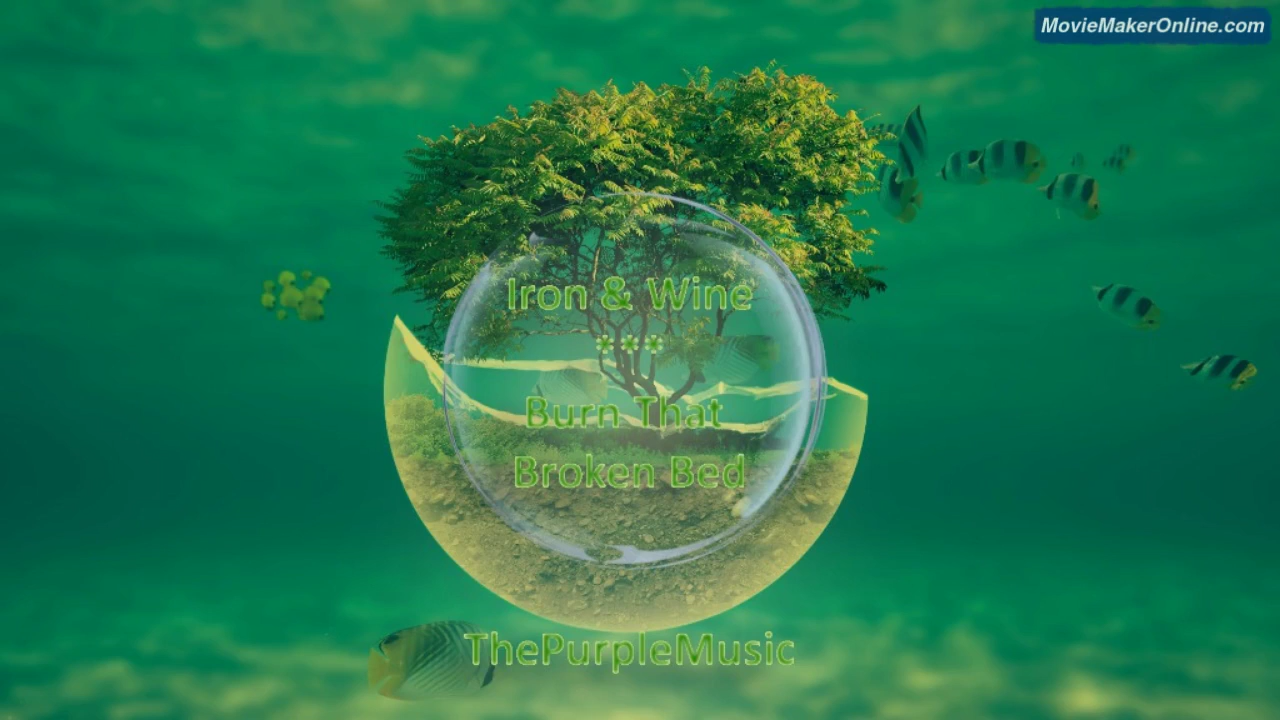 MovieMakerOnline.com
Iron & Wine
***
Burn That
Broken Bed
ThePurpleMusic